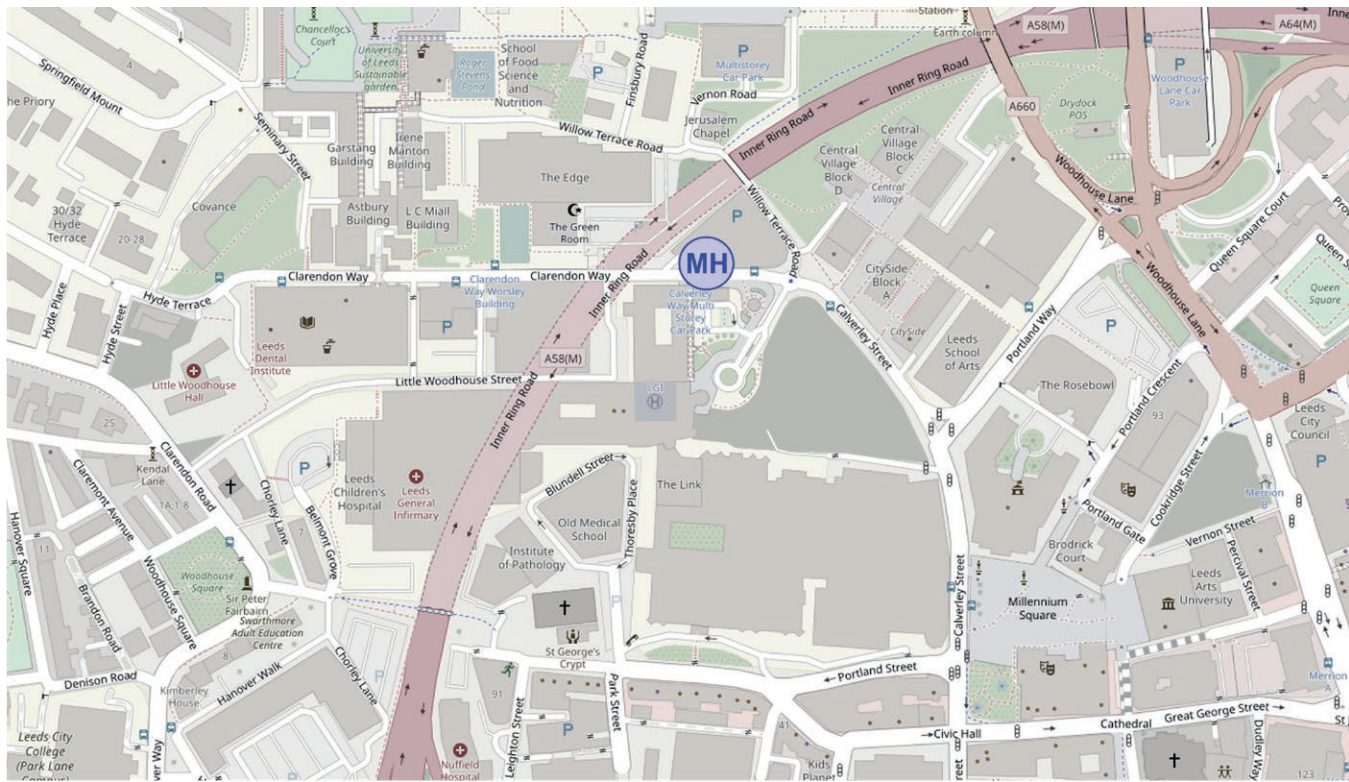 Station
Earth column
A58(M)
Inner
A64(M)
Chancellor's
Court
University
of Leeds
Sustainable
garden
Roger
Stevens
Pond
School
of Food
Science
and
Nutrition
P
Finsbury Road
P
Multistorey
Car Park
Vernon Road
Jerusalem
Chapel
Inner Ring Road
Inner Ring Road
A660
Drydock
POS
P
Woodhouse
Lane Car
Park
4
Springfield Mount
The Priory
Seminary Street
Garstang
Building
Irene
Manton
Building
Willow Terrace Road
The Edge
Central
Village
Block C
Central
Village
Block D
Central
Village
Woodhouse Lane
Covance
Astbury
Building
L C Miall
Building
The Green
Room
P
Willow Terrace Road
30/32
Hyde
Terrace
20-28
Queen Square Court
Queen
Square
Clarendon Way
Clarendon Way
MH
Inner Ring Road
Clarendon
Way Worsley
Building
Calverley
Way Multi
Storey
Car Park
CitySide
Block
A
CitySide
Calverley Street
Hyde Terrace
Hyde Place
Hyde Street
P
Leeds
Dental
Institute
Little Woodhouse
Hall
A58(M)
Leeds
School
of Arts
Portland Way
P
Woodhouse Lane
Little Woodhouse Street
LGI
H
Inner Ring Road
The Rosebowl
Portland Crescent
93
Leeds
City
Council
P
25
Kendal
Lane
Clarendon Road
Claremont Avenue
1A;1 8
P
Chorley Lane
Belmont Grove
7
Leeds
Children's
Hospital
Leeds
General
Infirmary
Blundell Street
Thoresby Place
The Link
Old Medical
School
Institute
of Pathology
Cookridge Street
Portland Gate
Merrion
B
Vernon Street
Percival Street
Brodrick
Court
Leeds
Arts
University
Hanover Square
11
Brandon Road
Woodhouse Square
Woodhouse
Square
Sir Peter
Fairbairn
Swarthmore
Adult Education
Centre
P
St George's
Crypt
Calverley Street
Millennium
Square
Denison Road
8
Kimberley
House
Hanover Walk
Chorley Lane
P
91
Leighton Street
P
Park Street
Portland Street
Merrion
A
Leeds City
College
(Park Lane
Campus)
Nuffield
Hospital
41
Kids
Planet
Civic Hall
Cathedral
Great George Street
Dudley Way
123